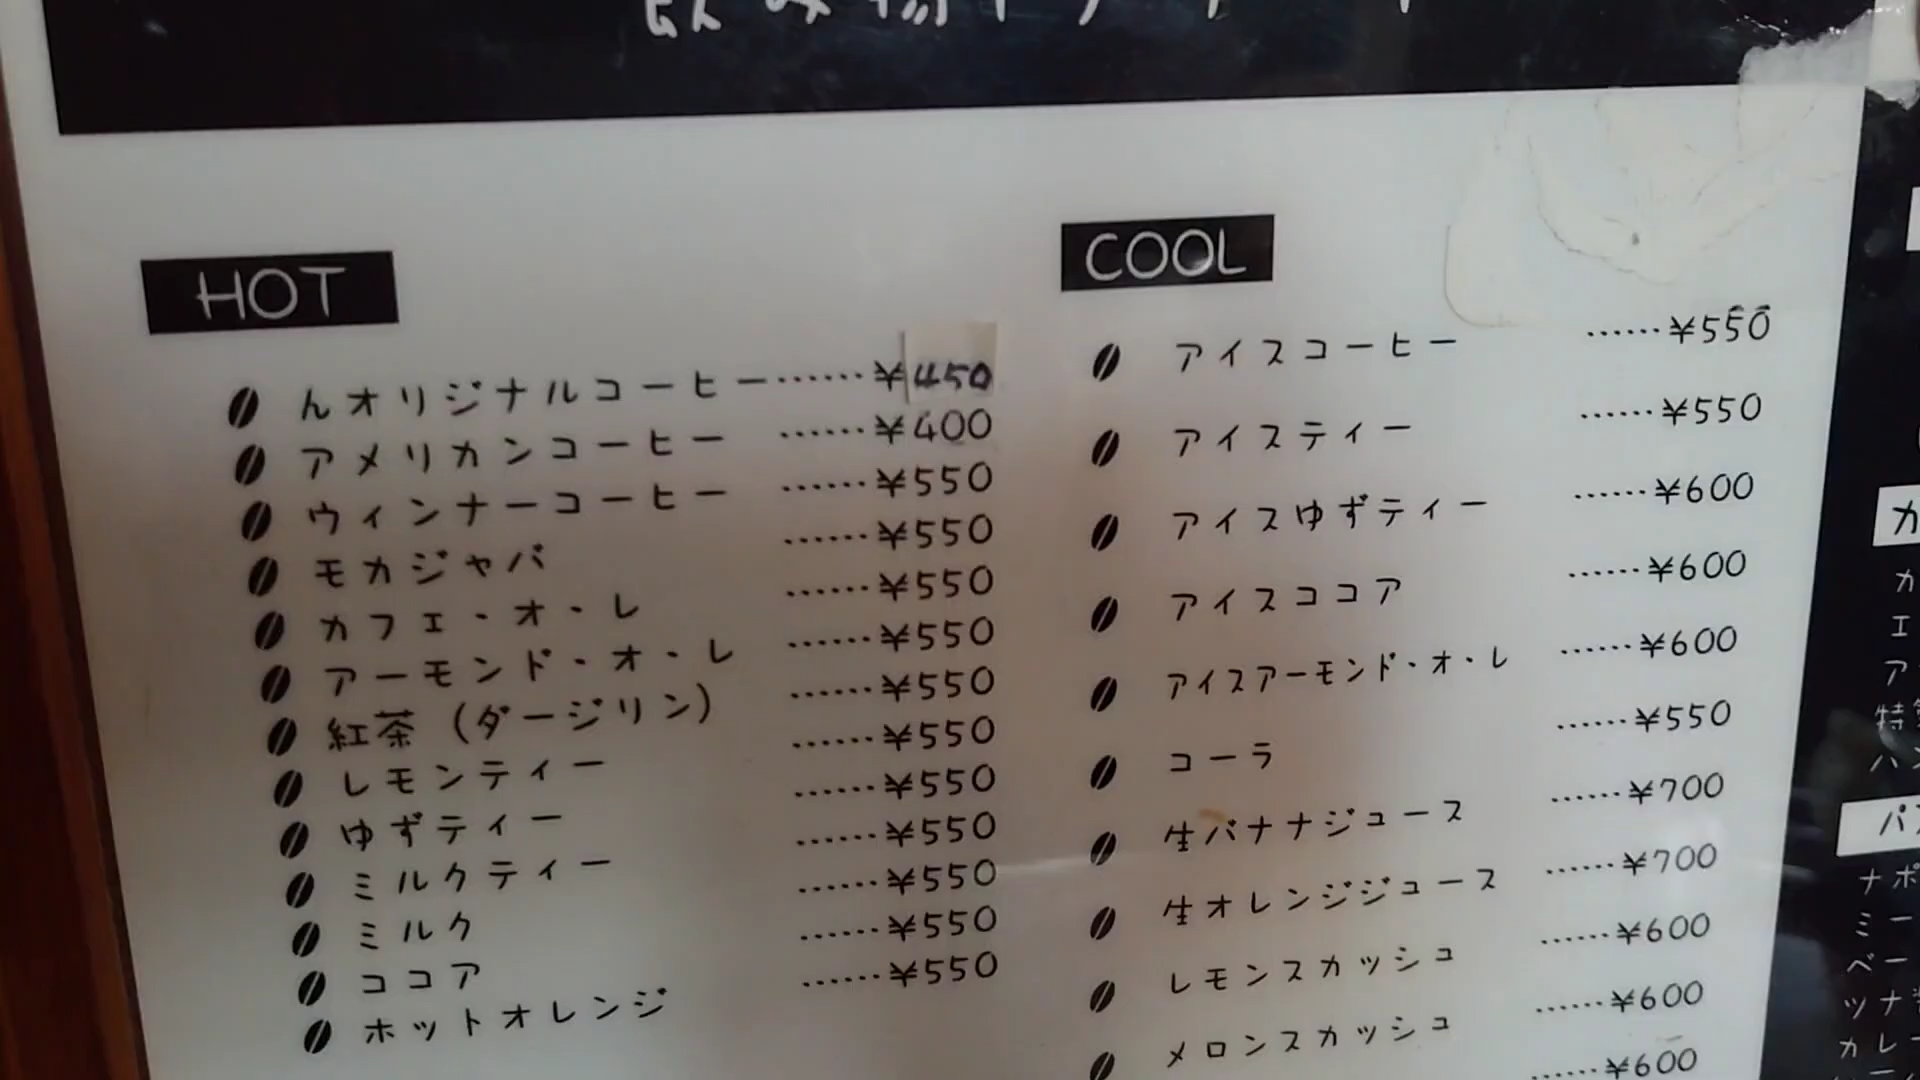 HOT
んオリジナルコーヒー……¥450
アメリカンコーヒー ……¥400
ウィンナーコーヒー ……¥550
モカジャバ ……¥550
カフェ・オ・レ ……¥550
アーモンド・オ・レ ……¥550
紅茶(ダージリン) ……¥550
レモンティー ……¥550
ゆずティー ……¥550
ミルクティー ……¥550
ミルク ……¥550
ココア ……¥550
ホットオレンジ ……¥550
COOL
アイスコーヒー ……¥550
アイスティー ……¥550
アイスゆずティー ……¥600
アイスココア ……¥600
アイスアーモンド・オ・レ ……¥600
コーラ ……¥550
生バナナジュース ……¥700
生オレンジジュース ……¥700
レモンスカッシュ ……¥600
メロンスカッシュ ……¥600
……¥600